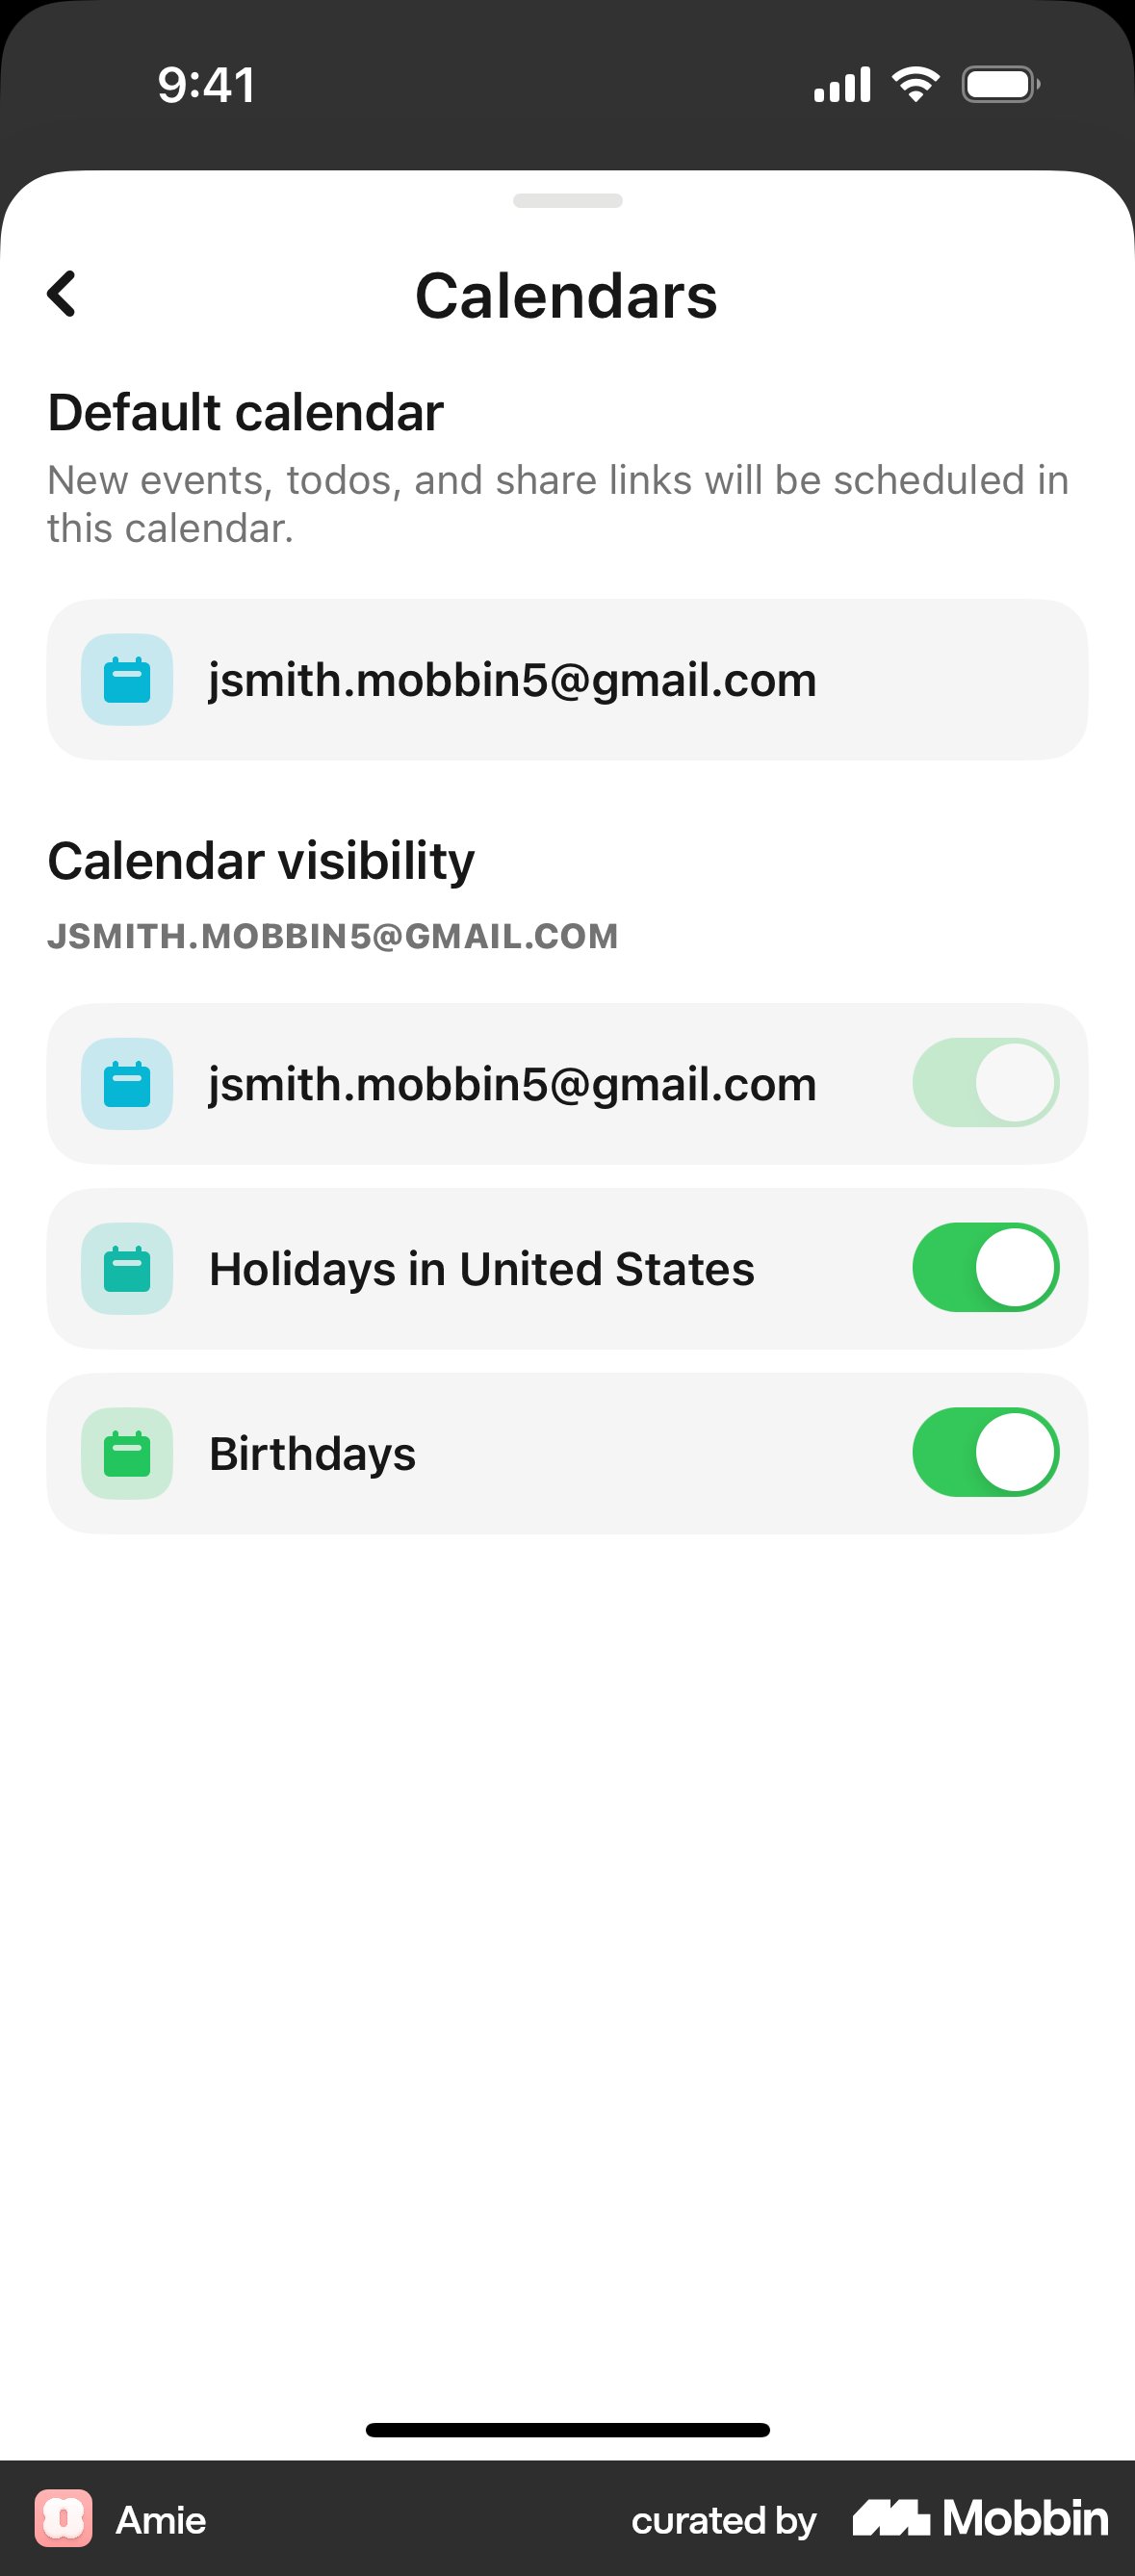 9:41
Calendars
Default calendar
New events, todos, and share links will be scheduled in
this calendar.
jsmith.mobbin5@gmail.com
Calendar visibility
JSMITH.MOBBIN5@GMAIL.COM
jsmith.mobbin5@gmail.com
Holidays in United States
Birthdays
Amie
curated by Mobbin